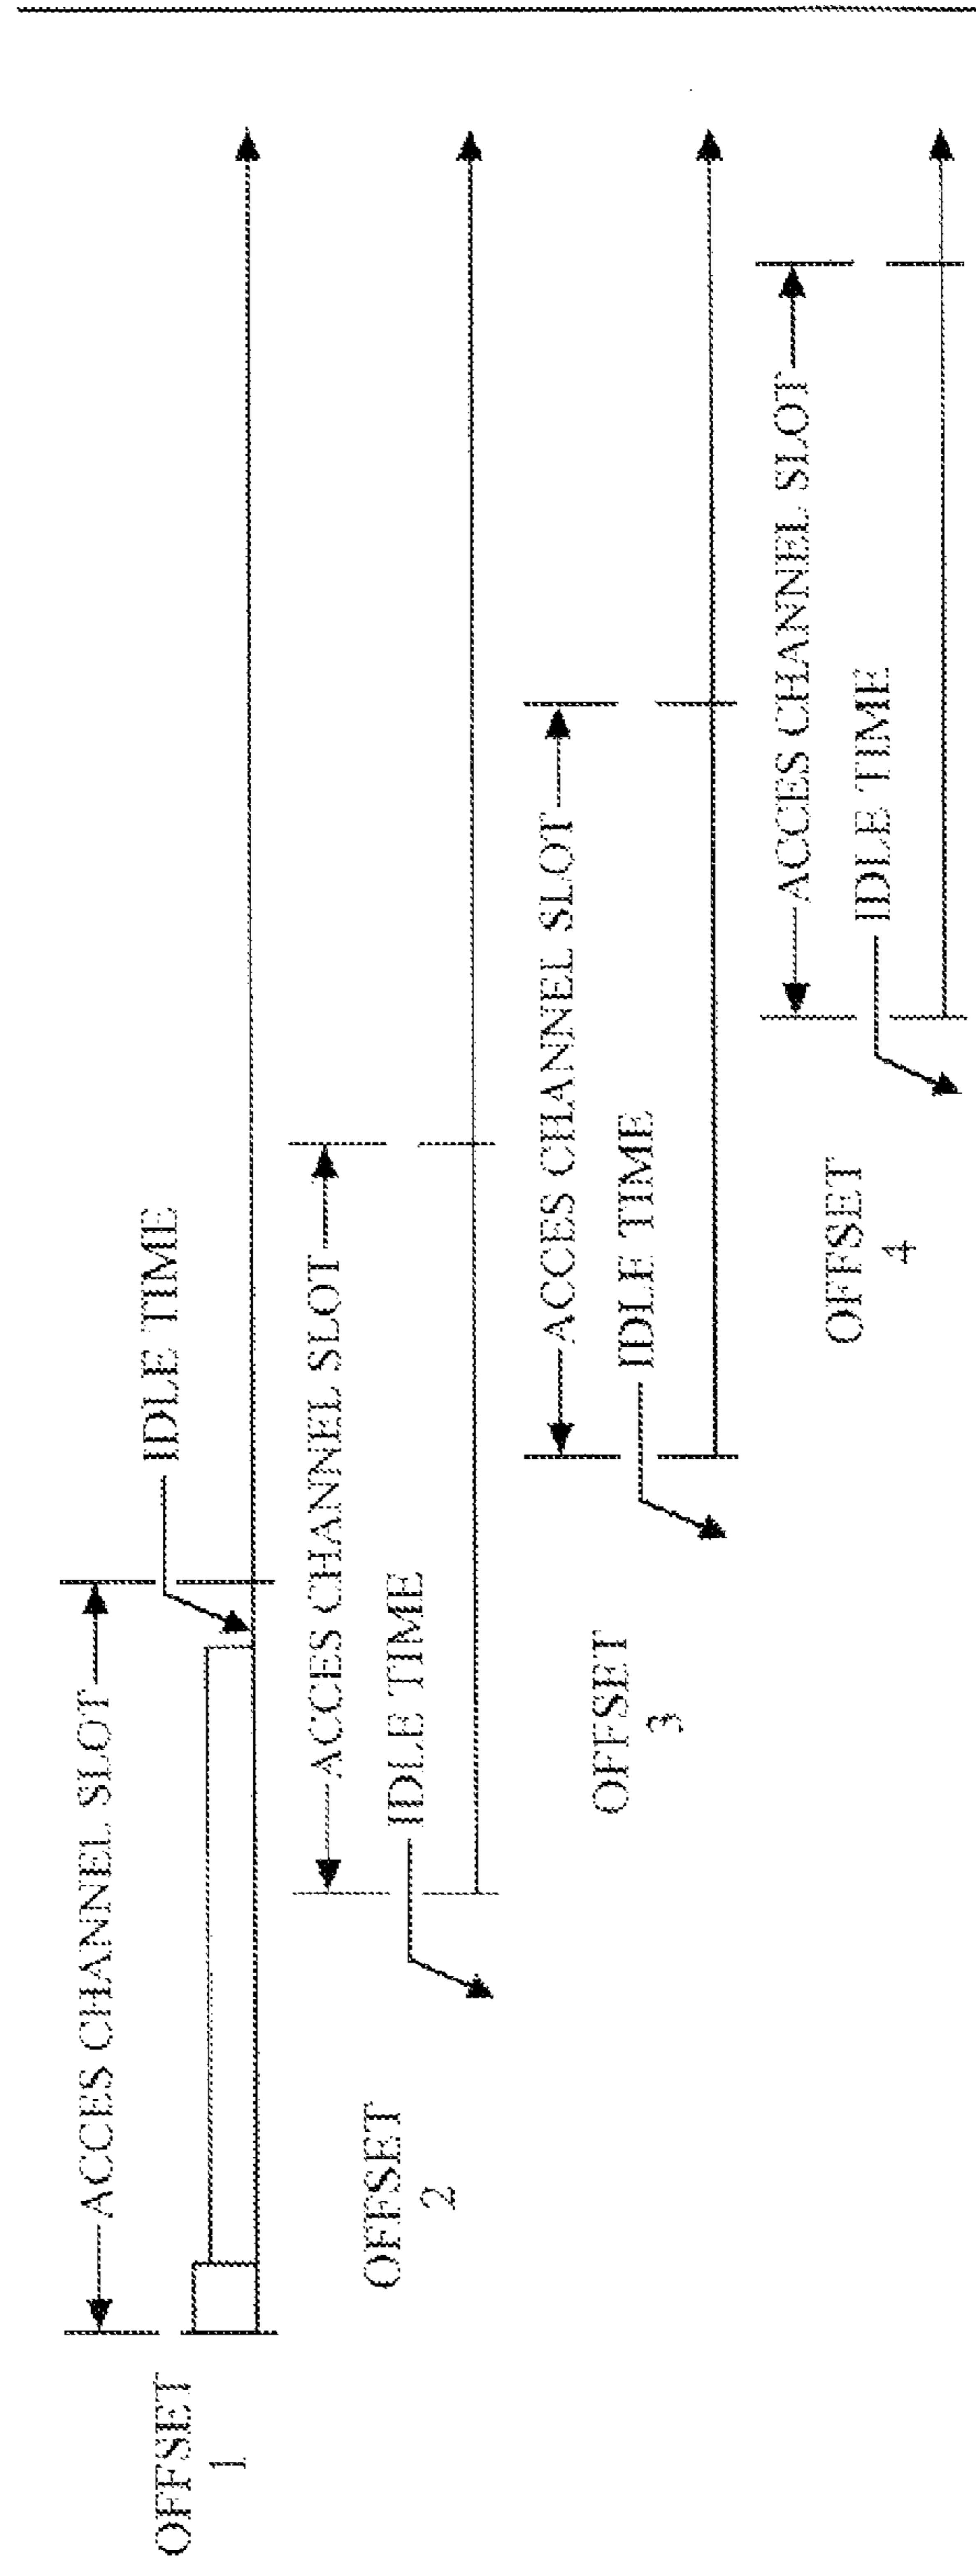 ACCES CHANNEL SLOT
IDLE TIME
OFFSET
1
ACCES CHANNEL SLOT
IDLE TIME
OFFSET
2
ACCES CHANNEL SLOT
IDLE TIME
OFFSET
3
ACCES CHANNEL SLOT
IDLE TIME
OFFSET
4